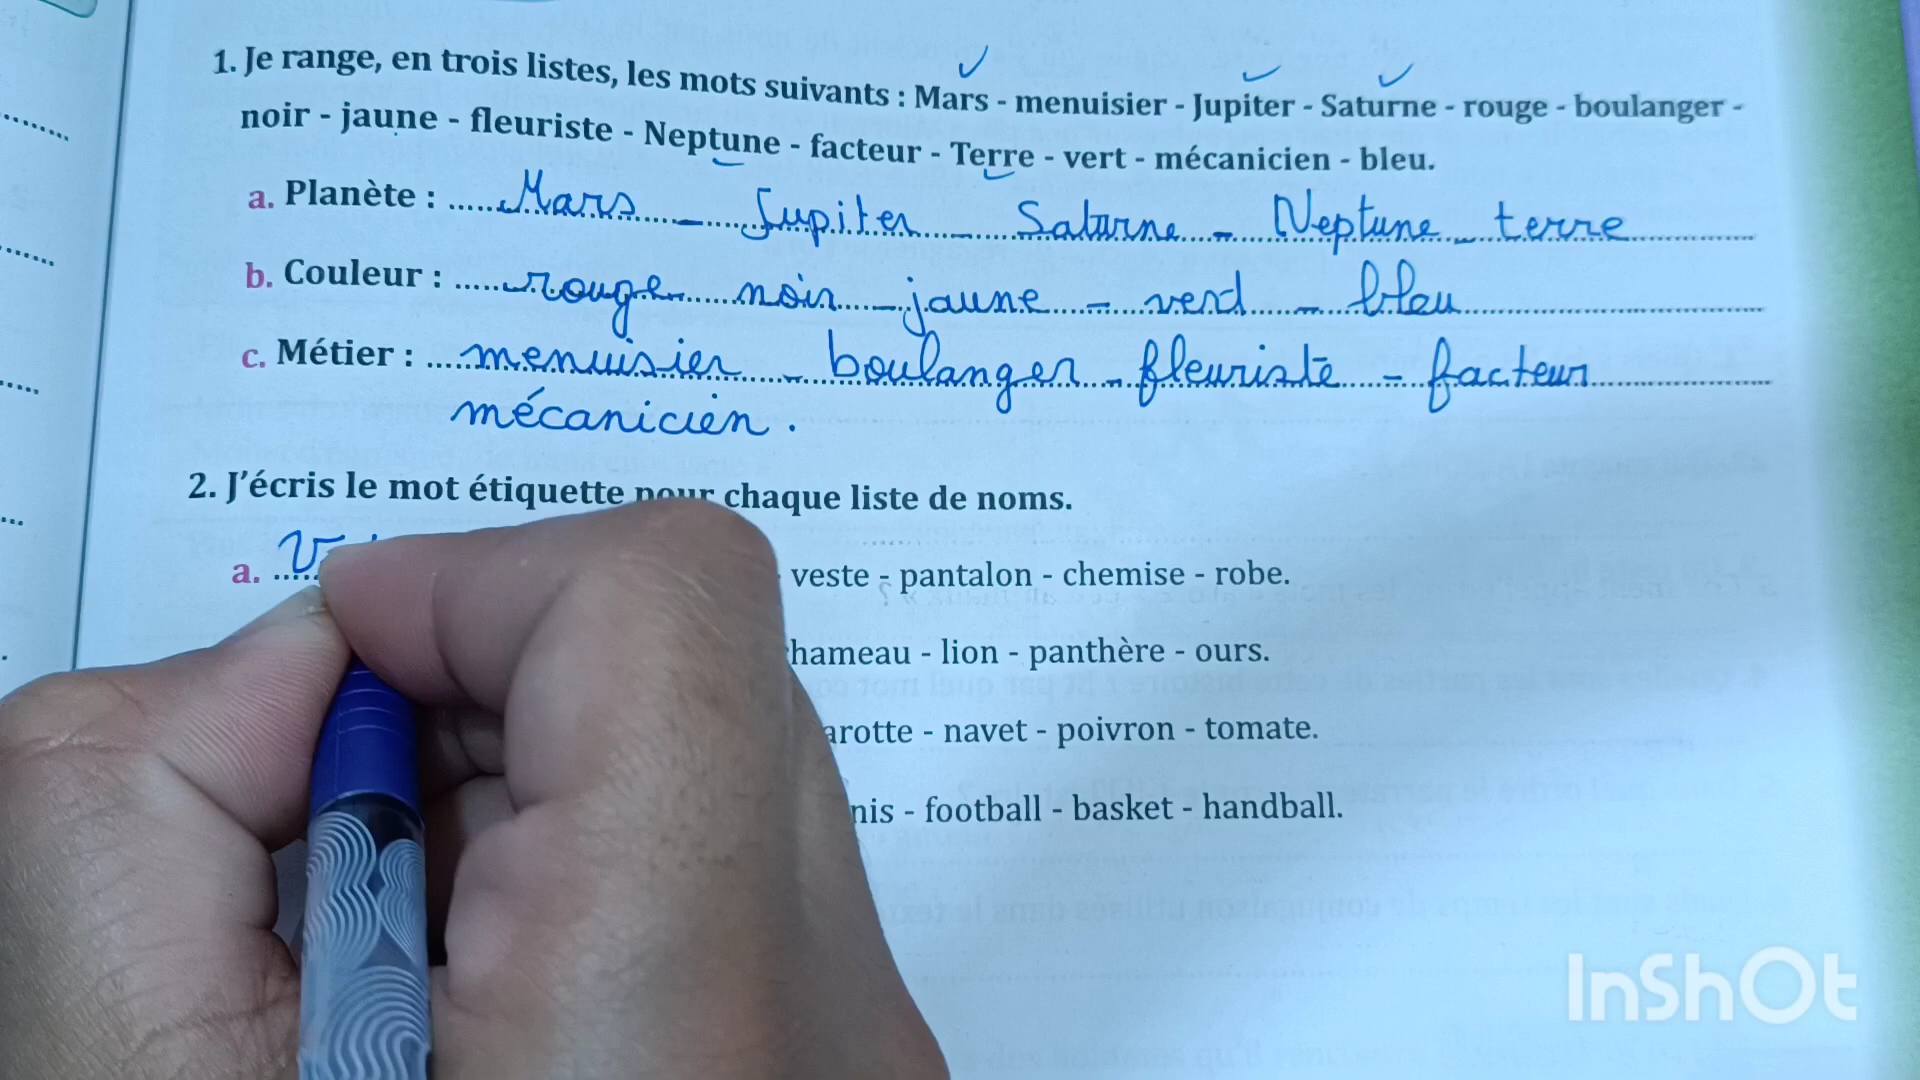 1. Je range, en trois listes, les mots suivants : Mars - menuisier - Jupiter - Saturne - rouge - boulanger -
noir - jaune - fleuriste - Neptune - facteur - Terre - vert - mécanicien - bleu.
a. Planète : Mars - Jupiter - Saturne - Neptune - terre
b. Couleur : rouge noir - jaune - vert - bleu
c. Métier : menuisier - boulanger - fleuriste - facteur
mécanicien.
2. J'écris le mot étiquette pour chaque liste de noms.
a. veste - pantalon - chemise - robe.
hameau - lion - panthère - ours.
arotte - navet - poivron - tomate.
nis - football - basket - handball.
InShOt